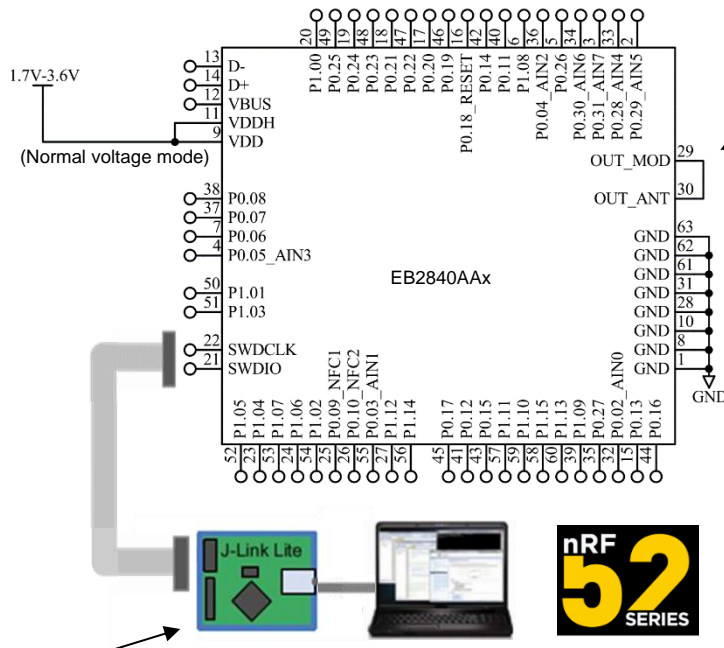 20 49 19 48 18 47 17 46 16 42 40 6 36 5 34 3 33 2
P1.00 P0.25 P0.24 P0.23 P0.21 P0.22 P0.20 P0.19 P0.18_RESET P0.14 P0.11 P1.08 P0.04_AIN2 P0.26 P0.30_AIN6 P0.31_AIN7 P0.28_AIN4 P0.29_AIN5
1.7V-3.6V
(Normal voltage mode)
13 D-
14 D+
12 VBUS
11 VDDH
9 VDD
38 P0.08
37 P0.07
7 P0.06
4 P0.05_AIN3
50 P1.01
51 P1.03
22 SWDCLK
21 SWDIO
EB2840AAx
OUT_MOD 29
OUT_ANT 30
GND 63
GND 62
GND 61
GND 31
GND 28
GND 10
GND 8
GND 1
GND
P1.05 P1.04 P1.07 P1.06 P1.02 P0.09_NFC1 P0.10_NFC2 P0.03_AIN1 P1.12 P1.14 P0.17 P0.12 P0.15 P1.11 P1.10 P1.15 P1.13 P1.09 P0.27 P0.02_AIN0 P0.13 P0.16
52 23 53 24 54 25 26 55 27 56 45 41 43 57 59 58 60 39 35 32 15 44
J-Link Lite
nRF
52
SERIES